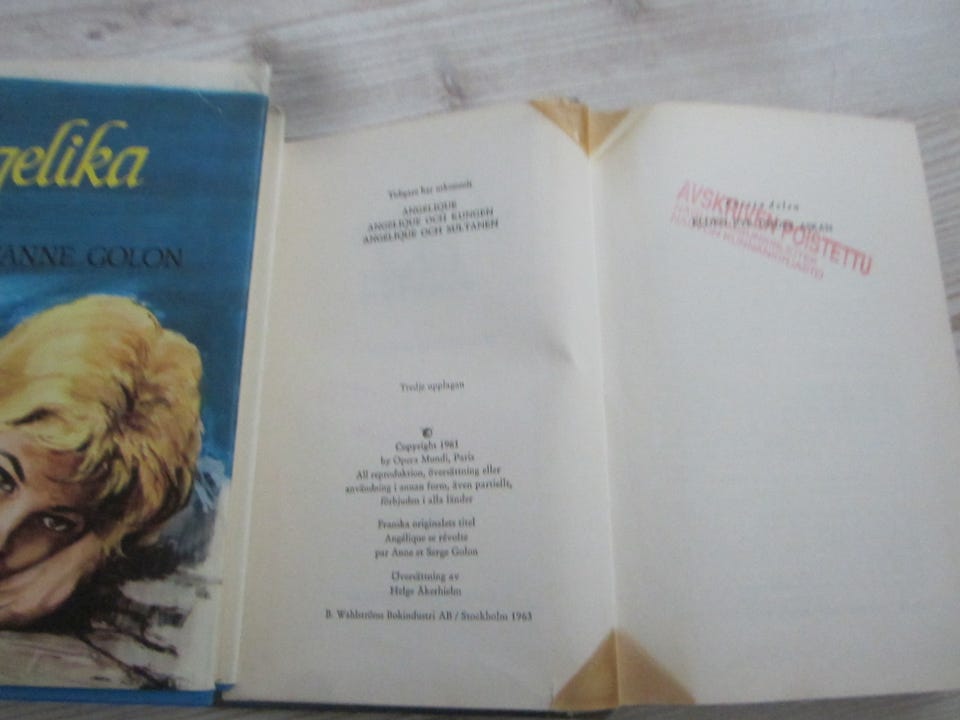 gelika
ANNE GOLON
Tidigare har utkommit
ANGELIQUE
ANGELIQUE OCH KUNGEN
ANGELIQUE OCH SULTANEN
Tredje upplagan
©
Copyright 1961
by Opera Mundi, Paris
All reproduktion, översättning eller
användning i annan form, även partiellt,
förbjuden i alla länder
Franska originalets titel
Angélique se révolte
par Anne et Serge Golon
Översättning av
Helge Åkerhielm
B. Wahlströms Bokindustri AB / Stockholm 1963
delen
AVSKRIVEN POISTETTU